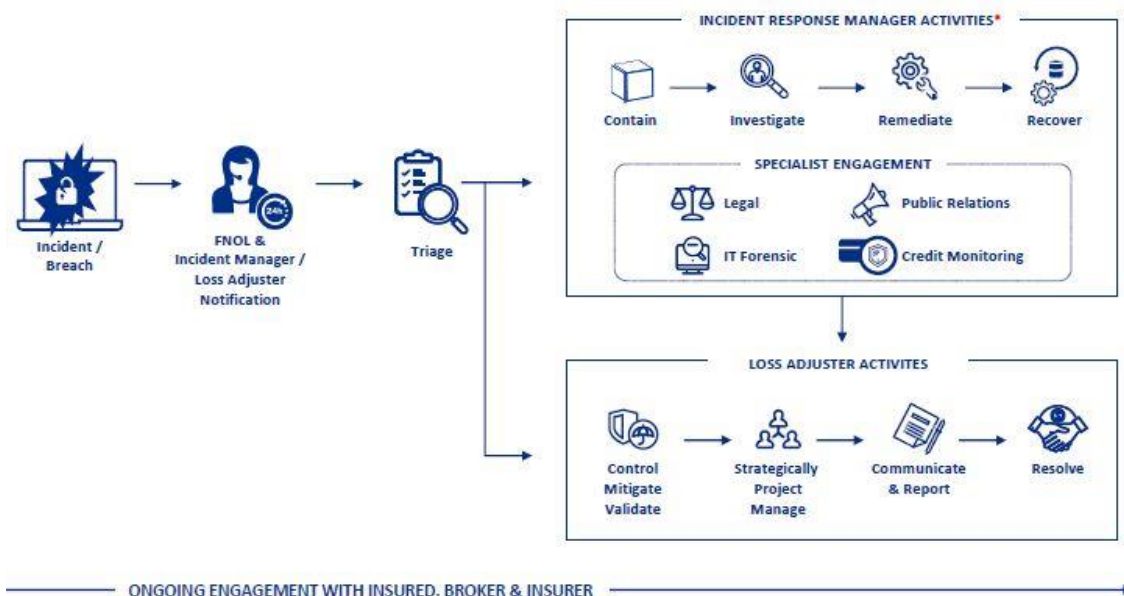 INCIDENT RESPONSE MANAGER ACTIVITIES*
Contain
Investigate
Remediate
Recover
SPECIALIST ENGAGEMENT
Legal
Public Relations
IT Forensic
Credit Monitoring
Incident /
Breach
24h
FNOL &
Incident Manager /
Loss Adjuster
Notification
Triage
LOSS ADJUSTER ACTIVITES
Control
Mitigate
Validate
Strategically
Project
Manage
Communicate
& Report
Resolve
ONGOING ENGAGEMENT WITH INSURED, BROKER & INSURER